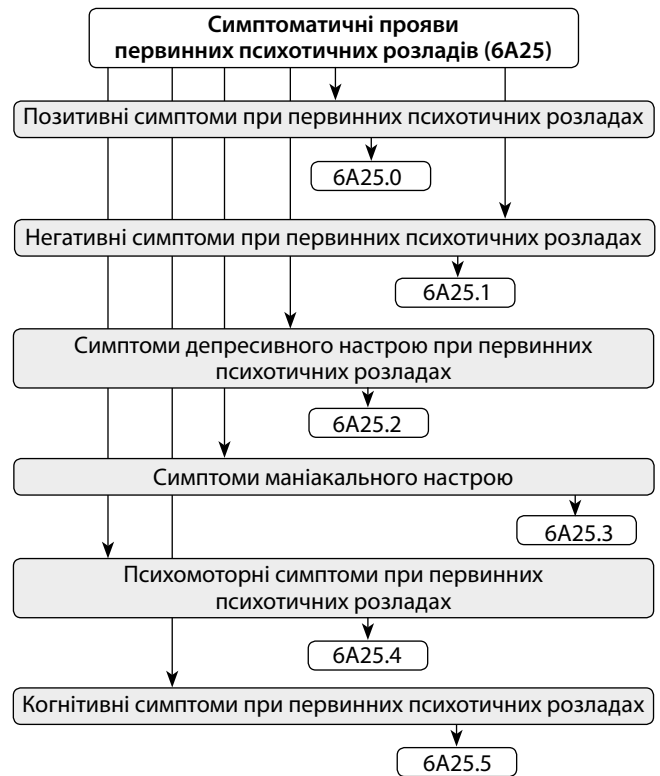 Симптоматичні прояви
первинних психотичних розладів (6A25)
Позитивні симптоми при первинних психотичних розладах
6A25.0
Негативні симптоми при первинних психотичних розладах
6A25.1
Симптоми депресивного настрою при первинних
психотичних розладах
6A25.2
Симптоми маніакального настрою
6A25.3
Психомоторні симптоми при первинних
психотичних розладах
6A25.4
Когнітивні симптоми при первинних психотичних розладах
6A25.5